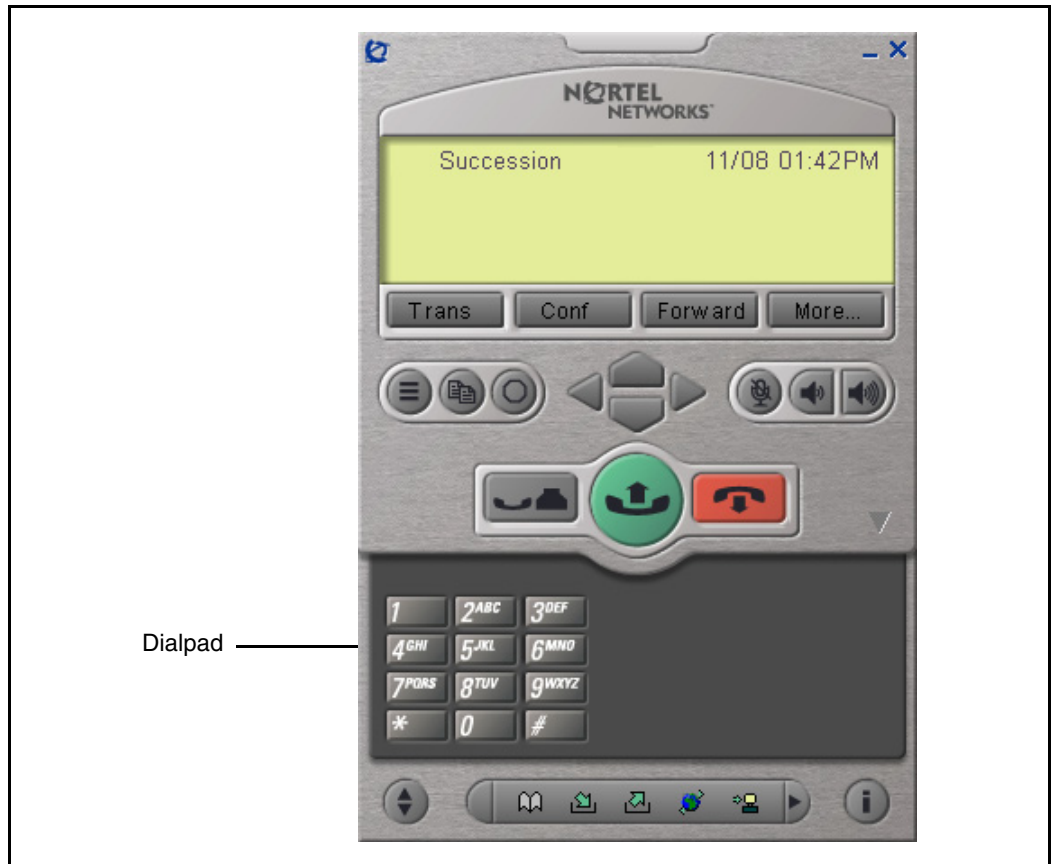 NORTEL
NETWORKS™
Succession 11/08 01:42PM
Trans Conf Forward More...
1 2ABC 3DEF
4GHI 5JKL 6MNO
Dialpad
7PQRS 8TUV 9WXYZ
* 0 #
i